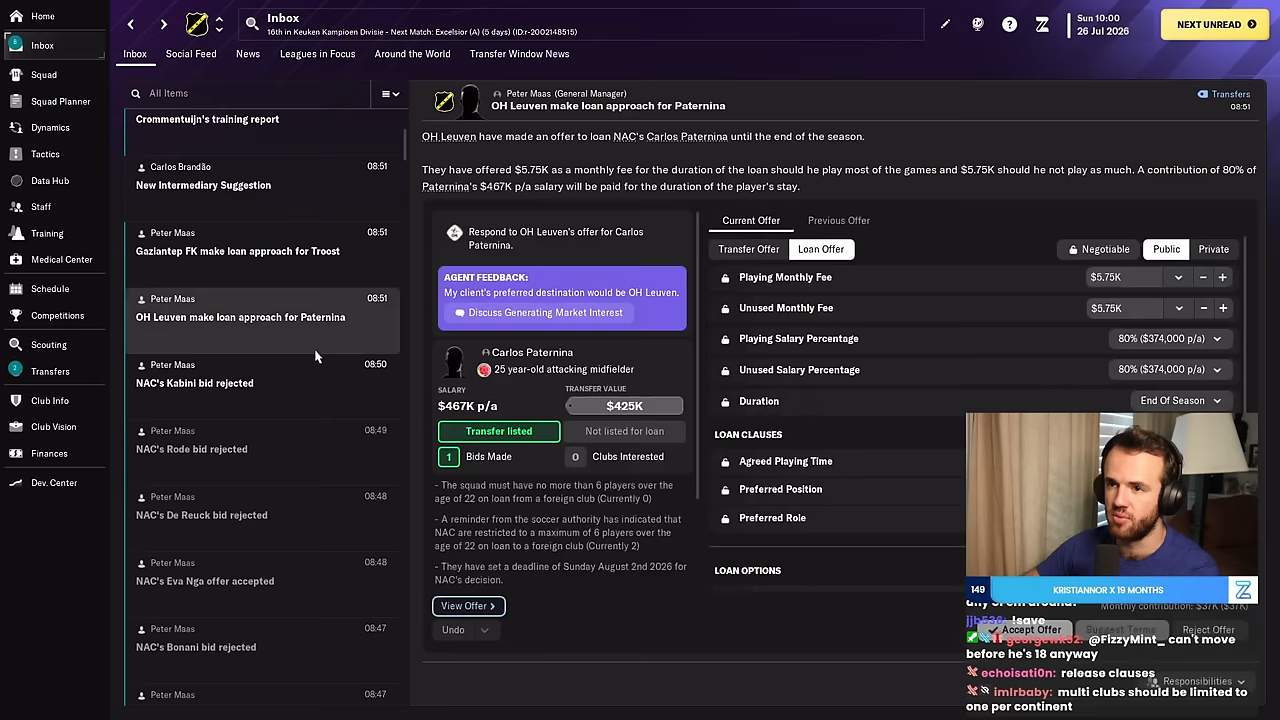 Home
Inbox
8
Squad
Squad Planner
Dynamics
Tactics
Data Hub
Staff
Training
Medical Center
Schedule
Competitions
Scouting
Transfers
2
Club Info
Club Vision
Finances
Dev. Center
Inbox
16th in Keuken Kampioen Divisie - Next Match: Excelsior (A) (5 days) (ID:r-2002148515)
Sun 10:00
26 Jul 2026
NEXT UNREAD
Inbox
Social Feed
News
Leagues in Focus
Around the World
Transfer Window News
All Items
Crommentuijn's training report
Carlos Brandão
08:51
New Intermediary Suggestion
Peter Maas
08:51
Gaziantep FK make loan approach for Troost
Peter Maas
08:51
OH Leuven make loan approach for Paternina
Peter Maas
08:50
NAC's Kabini bid rejected
Peter Maas
08:49
NAC's Rode bid rejected
Peter Maas
08:48
NAC's De Reuck bid rejected
Peter Maas
08:48
NAC's Eva Nga offer accepted
Peter Maas
08:47
NAC's Bonani bid rejected
Peter Maas
08:47
Peter Maas (General Manager)
OH Leuven make loan approach for Paternina
Transfers
08:51
OH Leuven have made an offer to loan NAC's Carlos Paternina until the end of the season.
They have offered $5.75K as a monthly fee for the duration of the loan should he play most of the games and $5.75K should he not play as much. A contribution of 80% of
Paternina's $467K p/a salary will be paid for the duration of the player's stay.
Respond to OH Leuven's offer for Carlos
Paternina.
AGENT FEEDBACK:
My client's preferred destination would be OH Leuven.
Discuss Generating Market Interest
Carlos Paternina
25 year-old attacking midfielder
SALARY
TRANSFER VALUE
$467K p/a
$425K
Transfer listed
Not listed for loan
1 Bids Made
0 Clubs Interested
- The squad must have no more than 6 players over the
age of 22 on loan from a foreign club (Currently 0)
- A reminder from the soccer authority has indicated that
NAC are restricted to a maximum of 6 players over the
age of 22 on loan to a foreign club (Currently 2)
- They have set a deadline of Sunday August 2nd 2026 for
NAC's decision.
View Offer
Undo
Current Offer
Previous Offer
Transfer Offer
Loan Offer
Negotiable
Public
Private
Playing Monthly Fee
$5.75K
Unused Monthly Fee
$5.75K
Playing Salary Percentage
80% ($374,000 p/a)
Unused Salary Percentage
80% ($374,000 p/a)
Duration
End Of Season
LOAN CLAUSES
Agreed Playing Time
Preferred Position
Preferred Role
LOAN OPTIONS
149
KRISTIANNOR X 19 MONTHS
Monthly contribution: $37K ($37K)
jjb538: !save
Accept Offer
Suggest Terms
Reject Offer
@FizzyMint_ can't move
before he's 18 anyway
echoisati0n: release clauses
Responsibilities
imlrbaby: multi clubs should be limited to
one per continent